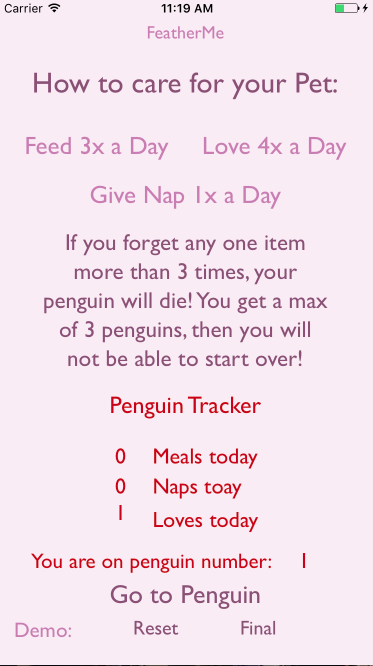 Carrier 11:19 AM
FeatherMe
How to care for your Pet:
Feed 3x a Day Love 4x a Day
Give Nap 1x a Day
If you forget any one item
more than 3 times, your
penguin will die! You get a max
of 3 penguins, then you will
not be able to start over!
Penguin Tracker
0 Meals today
0 Naps toay
1 Loves today
You are on penguin number: 1
Go to Penguin
Demo: Reset Final